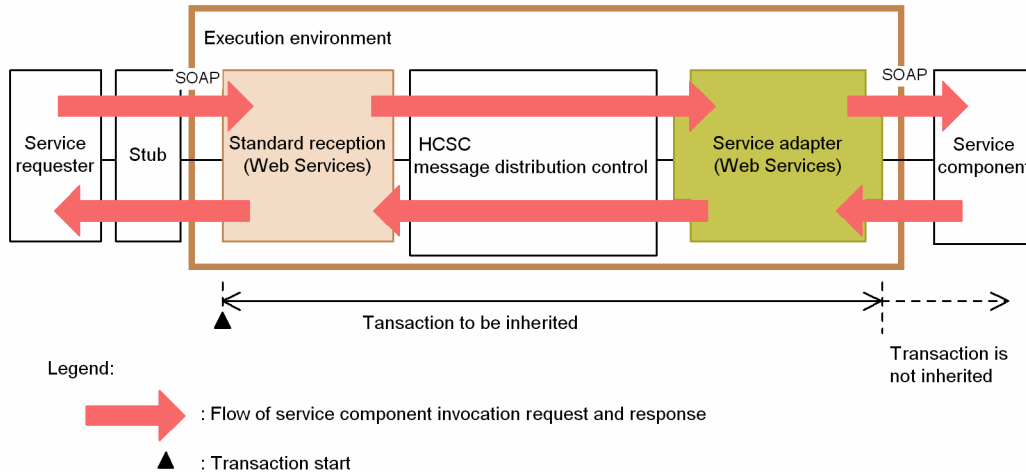 Execution environment
SOAP
SOAP
Service
requester
Stub
Standard reception
(Web Services)
HCSC
message distribution control
Service adapter
(Web Services)
Service
component
Tansaction to be inherited
Transaction is
not inherited
Legend:
: Flow of service component invocation request and response
: Transaction start